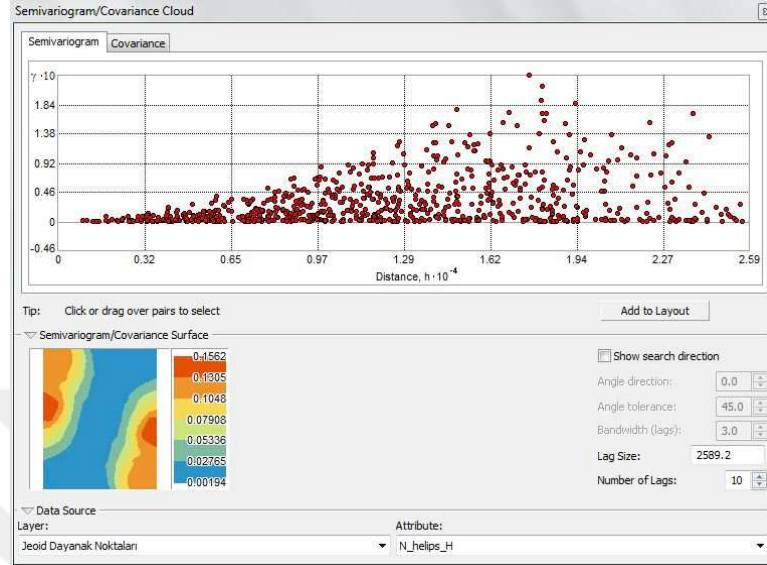 Semivariogram/Covariance Cloud
Semivariogram Covariance
γ·10
1.84
1.38
0.92
0.46
0
-0.46
0 0.32 0.65 0.97 1.29 1.62 1.94 2.27 2.59
Distance, h·10⁻⁴
Tip: Click or drag over pairs to select
Add to Layout
Semivariogram/Covariance Surface
0.1562
0.1305
0.1048
0.07908
0.05336
0.02765
0.00194
Show search direction
Angle direction: 0.0
Angle tolerance: 45.0
Bandwidth (lags): 3.0
Lag Size: 2589.2
Number of Lags: 10
Data Source
Layer: Attribute:
Jeoid Dayanak Noktaları N_helips_H